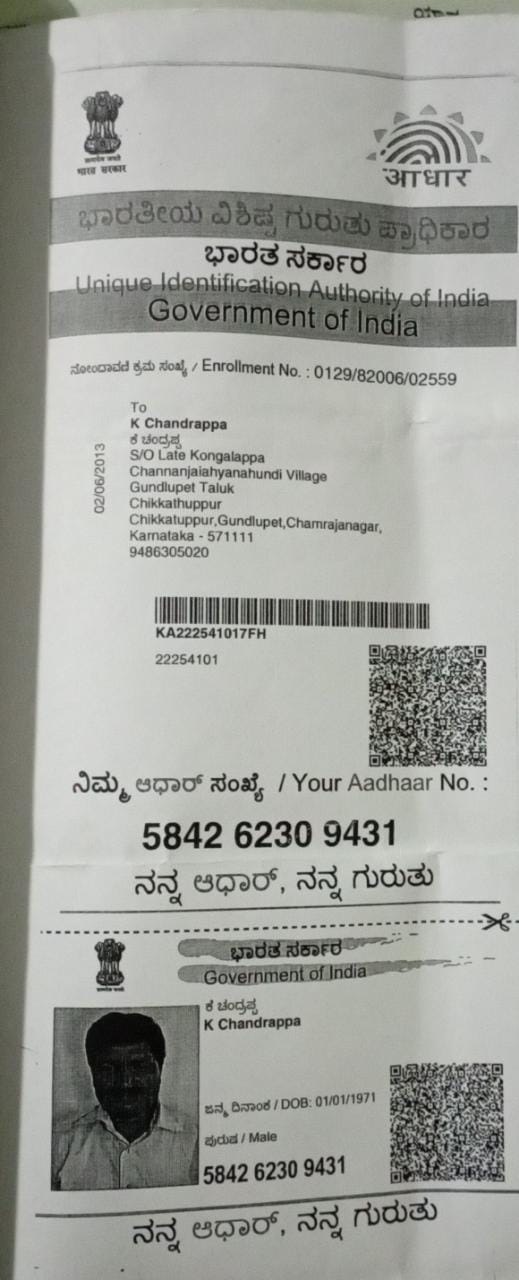 सत्यमेव जयते
भारत सरकार
आधार
ಭಾರತೀಯ ವಿಶಿಷ್ಟ ಗುರುತು ಪ್ರಾಧಿಕಾರ
ಭಾರತ ಸರ್ಕಾರ
Unique Identification Authority of India
Government of India
ನೋಂದಾವಣೆ ಕ್ರಮ ಸಂಖ್ಯೆ / Enrollment No. : 0129/82006/02559
02/06/2013
To
K Chandrappa
ಕೆ ಚಂದ್ರಪ್ಪ
S/O Late Kongalappa
Channanjaiahyanahundi Village
Gundlupet Taluk
Chikkathuppur
Chikkatuppur,Gundlupet,Chamrajanagar,
Karnataka - 571111
9486305020
KA222541017FH
22254101
ನಿಮ್ಮ ಆಧಾರ್ ಸಂಖ್ಯೆ / Your Aadhaar No. :
5842 6230 9431
ನನ್ನ ಆಧಾರ್, ನನ್ನ ಗುರುತು
ಭಾರತ ಸರ್ಕಾರ
Government of India
ಕೆ ಚಂದ್ರಪ್ಪ
K Chandrappa
ಜನ್ಮ ದಿನಾಂಕ / DOB: 01/01/1971
ಪುರುಷ / Male
5842 6230 9431
ನನ್ನ ಆಧಾರ್, ನನ್ನ ಗುರುತು